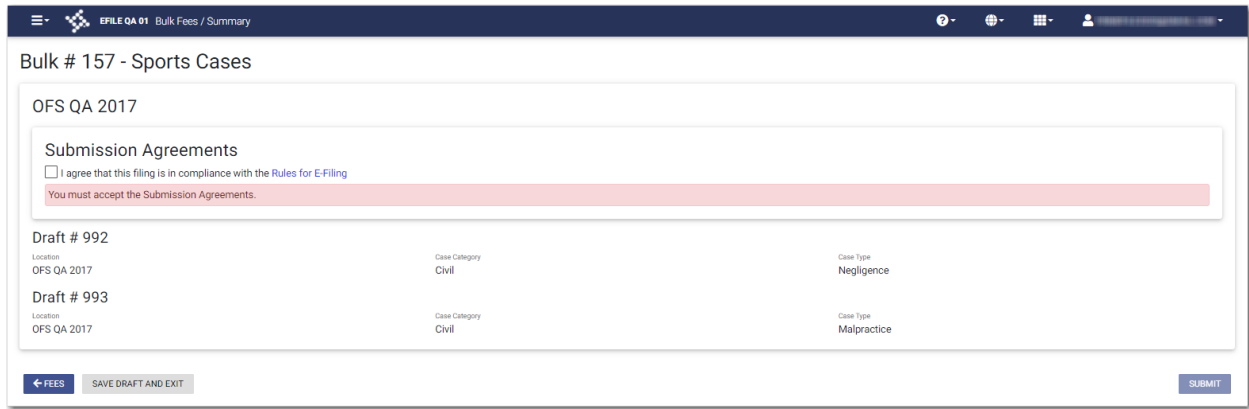 EFILE QA 01 Bulk Fees / Summary
Bulk # 157 - Sports Cases
OFS QA 2017
Submission Agreements
I agree that this filing is in compliance with the Rules for E-Filing
You must accept the Submission Agreements.
Draft # 992
Location Case Category Case Type
OFS QA 2017 Civil Negligence
Draft # 993
Location Case Category Case Type
OFS QA 2017 Civil Malpractice
FEES SAVE DRAFT AND EXIT SUBMIT